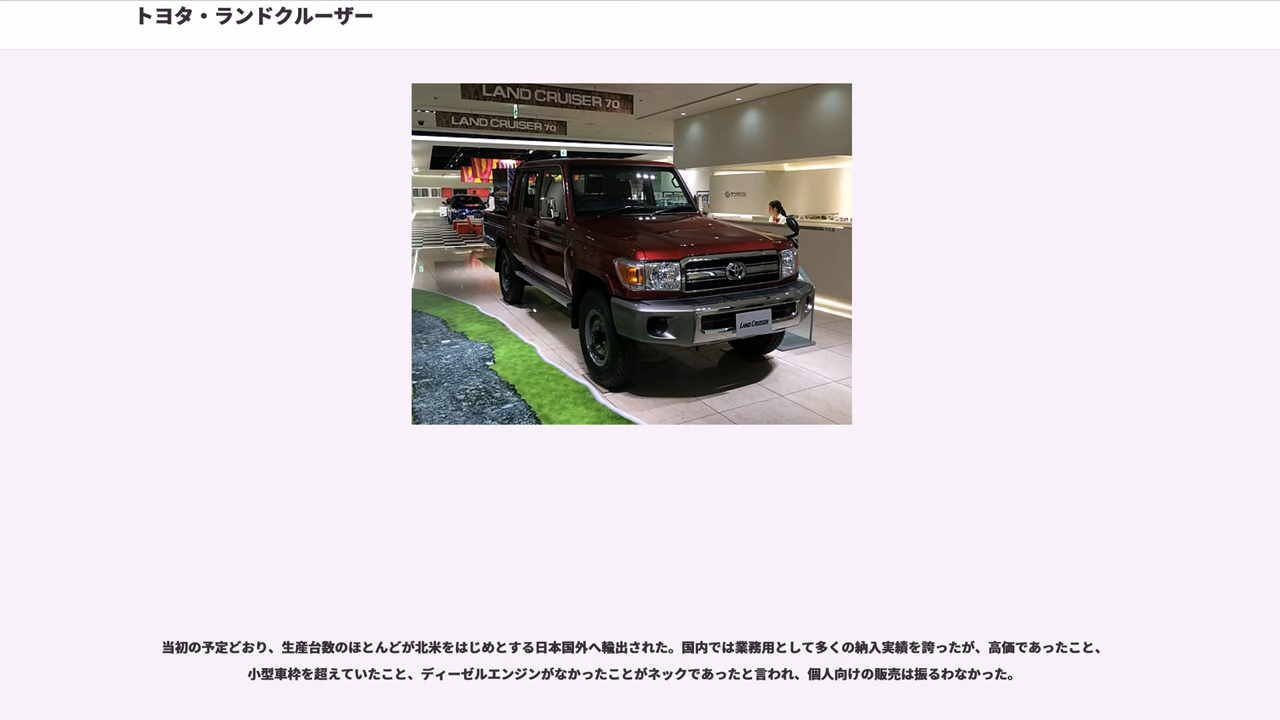 トヨタ・ランドクルーザー
LAND CRUISER 70
LAND CRUISER 70
TOYOTA
LAND CRUISER
当初の予定どおり、生産台数のほとんどが北米をはじめとする日本国外へ輸出された。国内では業務用として多くの納入実績を誇ったが、高価であったこと、
小型車枠を超えていたこと、ディーゼルエンジンがなかったことがネックであったと言われ、個人向けの販売は振るわなかった。